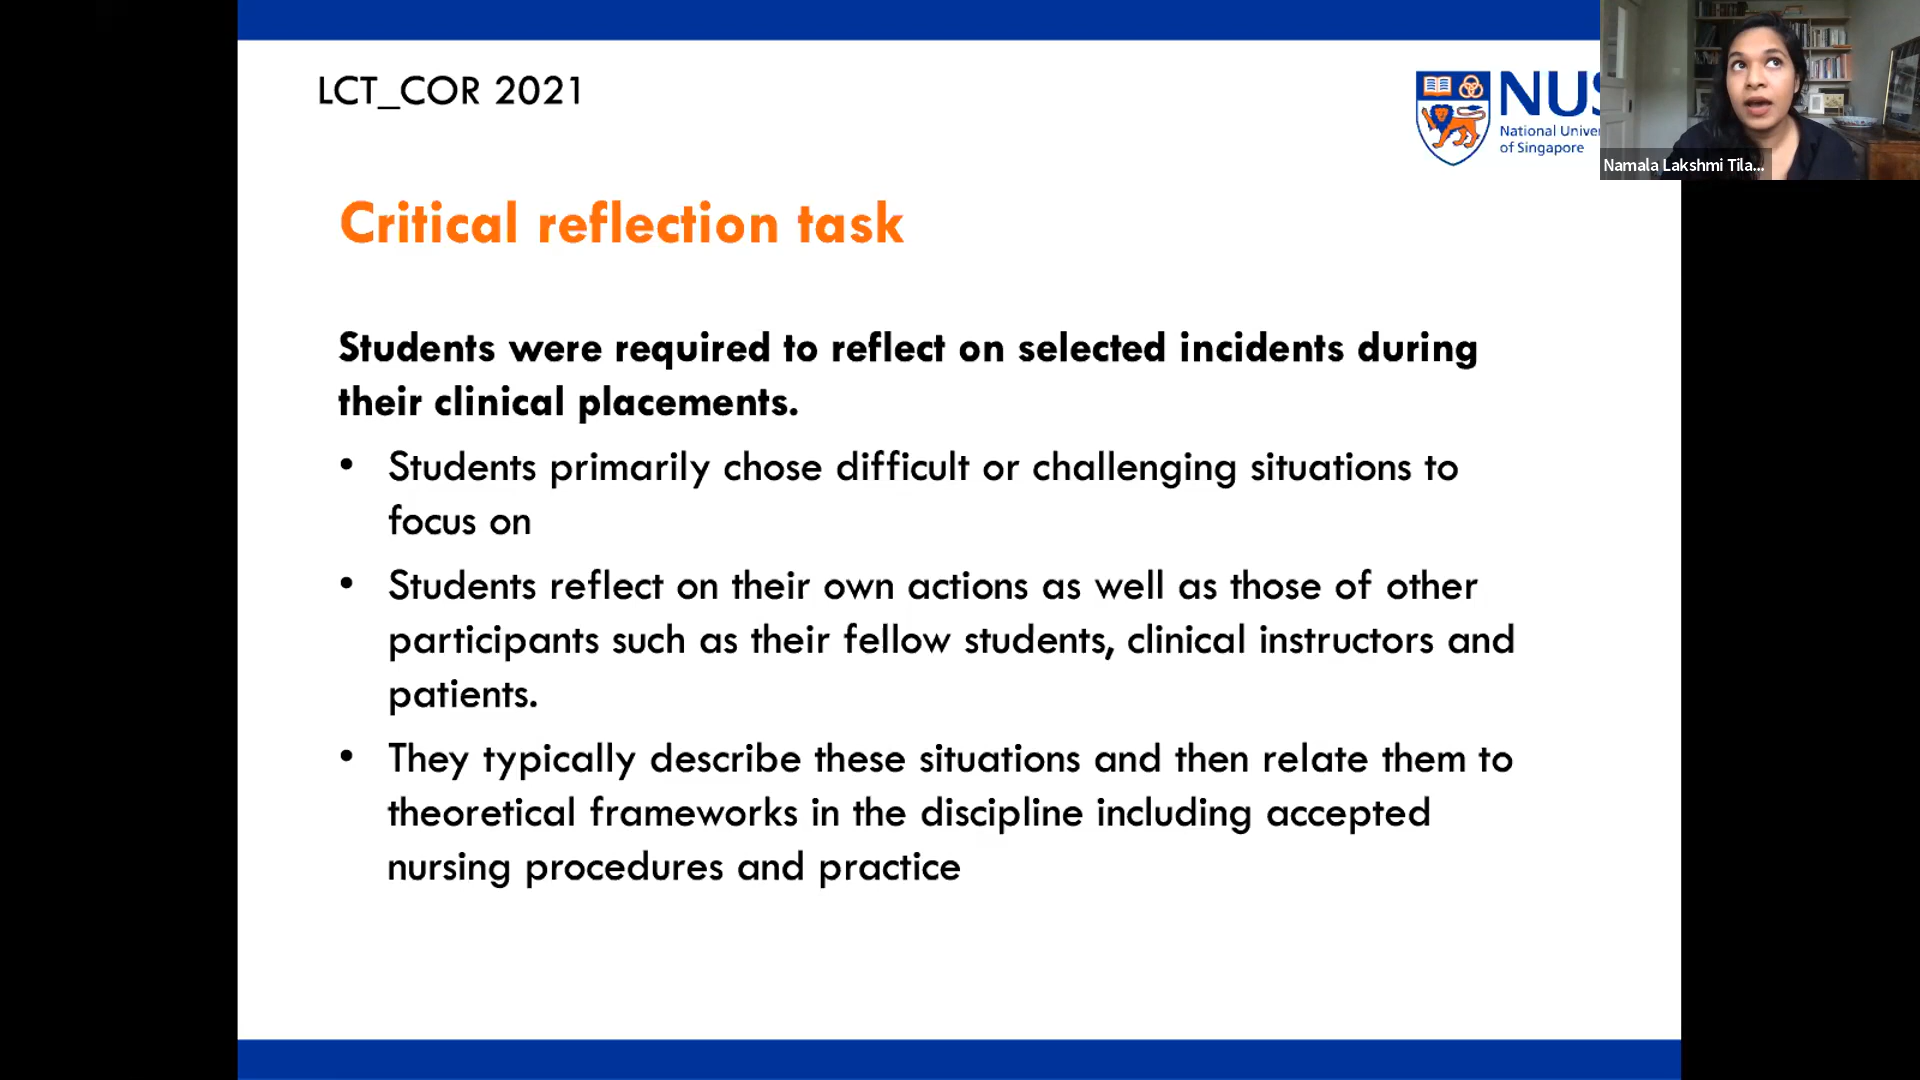 LCT_COR 2021
NUS
National Univer
of Singapore
Namala Lakshmi Tila...
Critical reflection task
Students were required to reflect on selected incidents during
their clinical placements.
• Students primarily chose difficult or challenging situations to
focus on
• Students reflect on their own actions as well as those of other
participants such as their fellow students, clinical instructors and
patients.
• They typically describe these situations and then relate them to
theoretical frameworks in the discipline including accepted
nursing procedures and practice